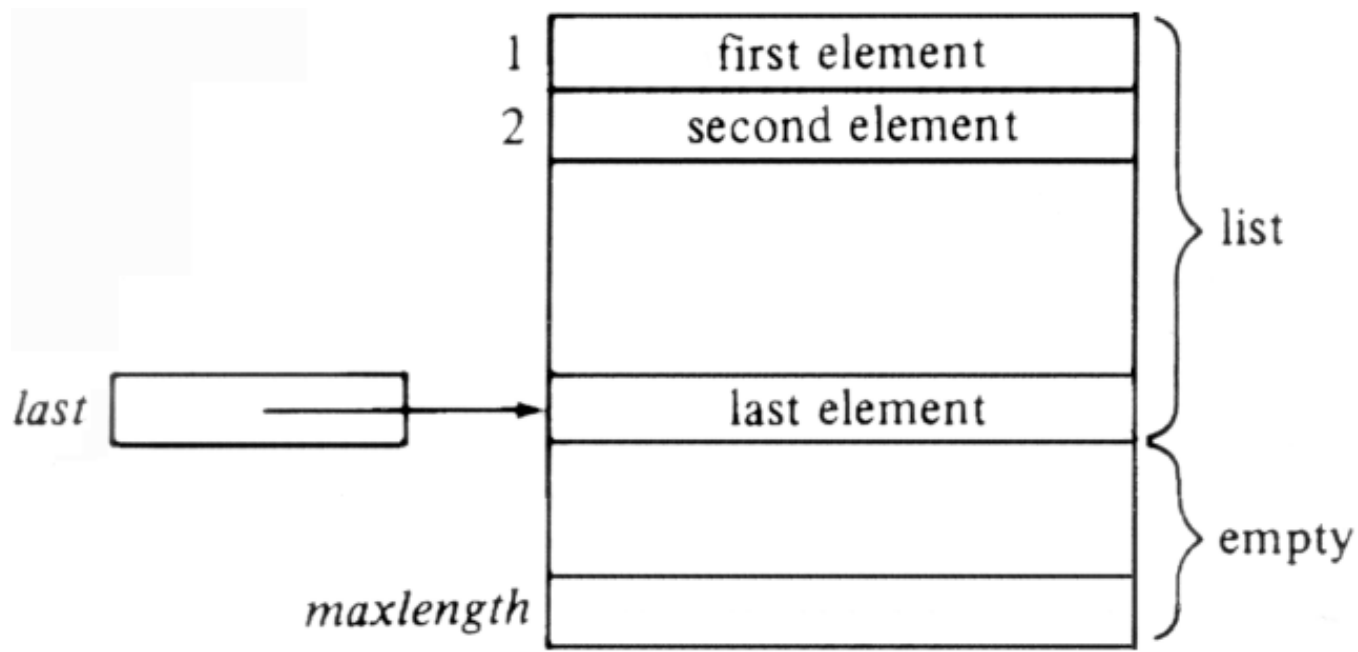 1 first element
2 second element
list
last last element
empty
maxlength